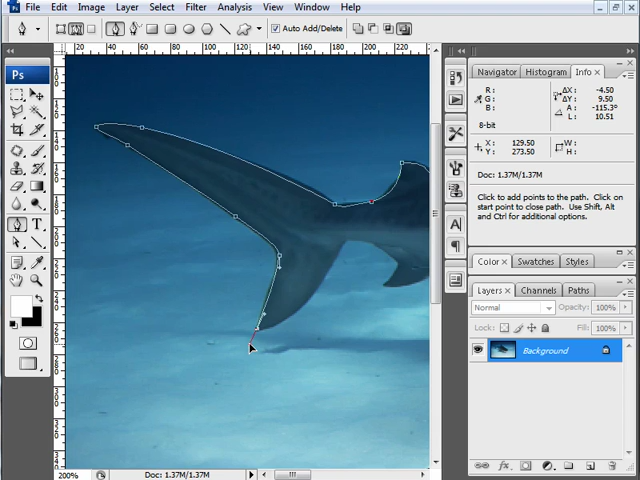 File Edit Image Layer Select Filter Analysis View Window Help
Auto Add/Delete
20 40 60 80 100 120 140 160 180 200 220
Ps
T
A
Navigator Histogram Info ×
R: ΔX: -4.50
G: ΔY: 9.50
B: A: -115.3°
8-bit L: 10.51
X: 129.50 W:
Y: 273.50 H:
Doc: 1.37M/1.37M
Click to add points to the path. Click on
start point to close path. Use Shift, Alt
and Ctrl for additional options.
Color × Swatches Styles
Layers × Channels Paths
Normal Opacity: 100%
Lock: Fill: 100%
Background
fx
200% Doc: 1.37M/1.37M